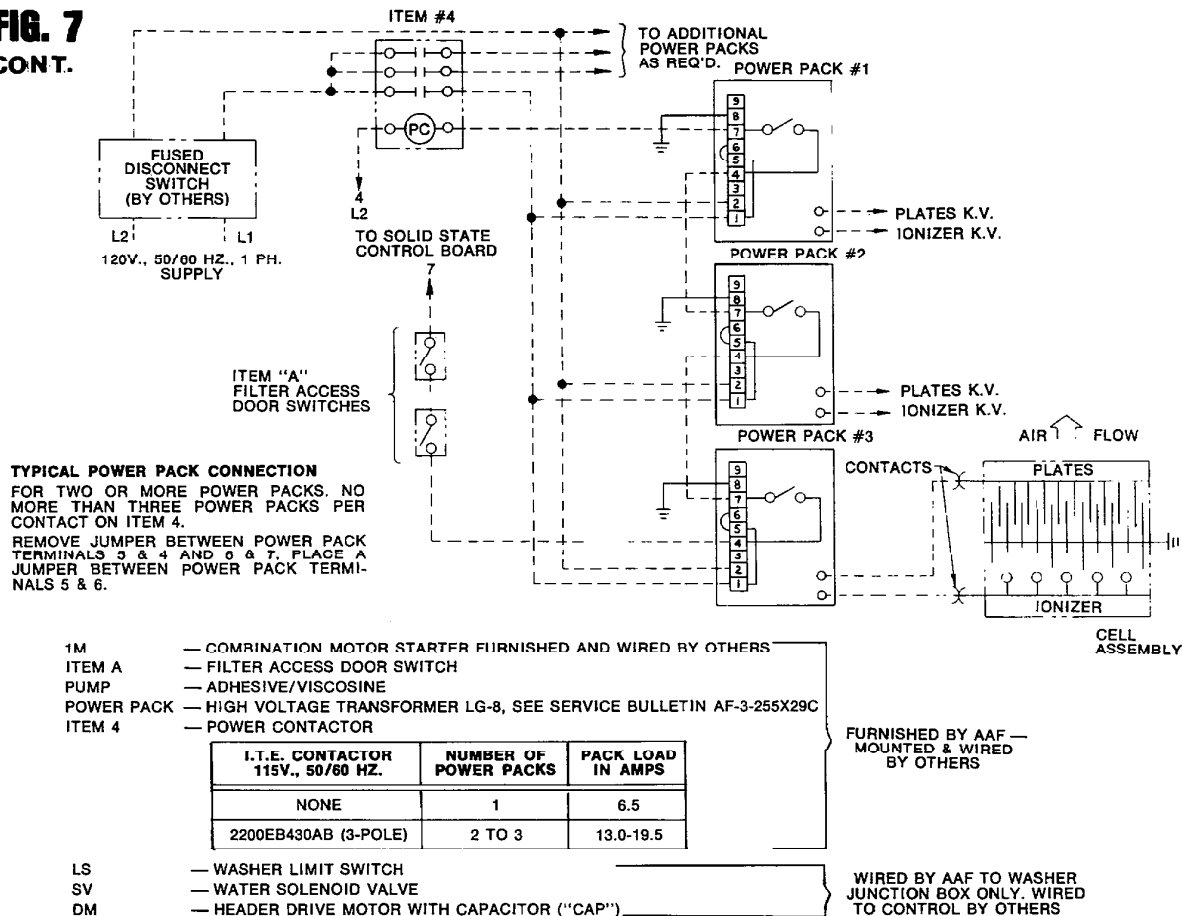 FIG. 7
CONT.
ITEM #4
TO ADDITIONAL
POWER PACKS
AS REQ'D.
POWER PACK #1
9
8
7
6
5
4
3
2
1
PC
FUSED
DISCONNECT
SWITCH
(BY OTHERS)
L2
L1
120V., 50/60 HZ., 1 PH.
SUPPLY
4
L2
TO SOLID STATE
CONTROL BOARD
7
PLATES K.V.
IONIZER K.V.
POWER PACK #2
9
8
7
6
5
4
3
2
1
PLATES K.V.
IONIZER K.V.
ITEM "A"
FILTER ACCESS
DOOR SWITCHES
POWER PACK #3
9
8
7
6
5
4
3
2
1
CONTACTS
AIR FLOW
PLATES
IONIZER
CELL
ASSEMBLY
TYPICAL POWER PACK CONNECTION
FOR TWO OR MORE POWER PACKS. NO
MORE THAN THREE POWER PACKS PER
CONTACT ON ITEM 4.
REMOVE JUMPER BETWEEN POWER PACK
TERMINALS 3 & 4 AND 6 & 7. PLACE A
JUMPER BETWEEN POWER PACK TERMI-
NALS 5 & 6.
1M — COMBINATION MOTOR STARTER FURNISHED AND WIRED BY OTHERS
ITEM A — FILTER ACCESS DOOR SWITCH
PUMP — ADHESIVE/VISCOSINE
POWER PACK — HIGH VOLTAGE TRANSFORMER LG-8, SEE SERVICE BULLETIN AF-3-255X29C
ITEM 4 — POWER CONTACTOR
FURNISHED BY AAF —
MOUNTED & WIRED
BY OTHERS
I.T.E. CONTACTOR
115V., 50/60 HZ.
NUMBER OF
POWER PACKS
PACK LOAD
IN AMPS
NONE 1 6.5
2200EB430AB (3-POLE) 2 TO 3 13.0-19.5
LS — WASHER LIMIT SWITCH
SV — WATER SOLENOID VALVE
DM — HEADER DRIVE MOTOR WITH CAPACITOR ("CAP")
WIRED BY AAF TO WASHER
JUNCTION BOX ONLY. WIRED
TO CONTROL BY OTHERS